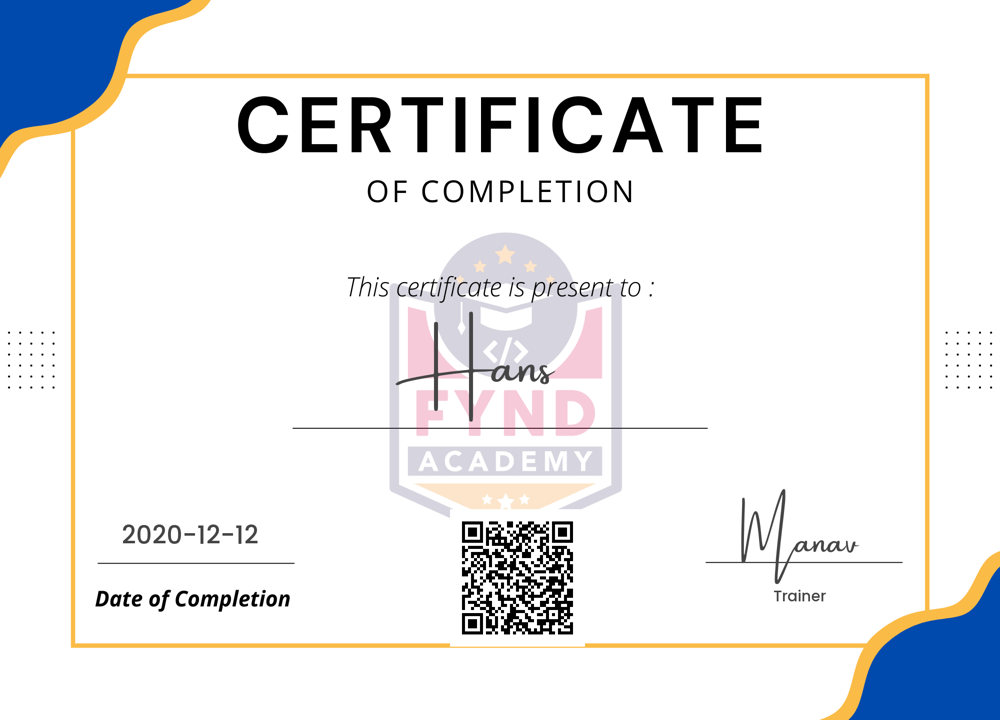 CERTIFICATE
OF COMPLETION
This certificate is present to :
Hans
</>
FYND
ACADEMY
2020-12-12
Date of Completion
Manav
Trainer